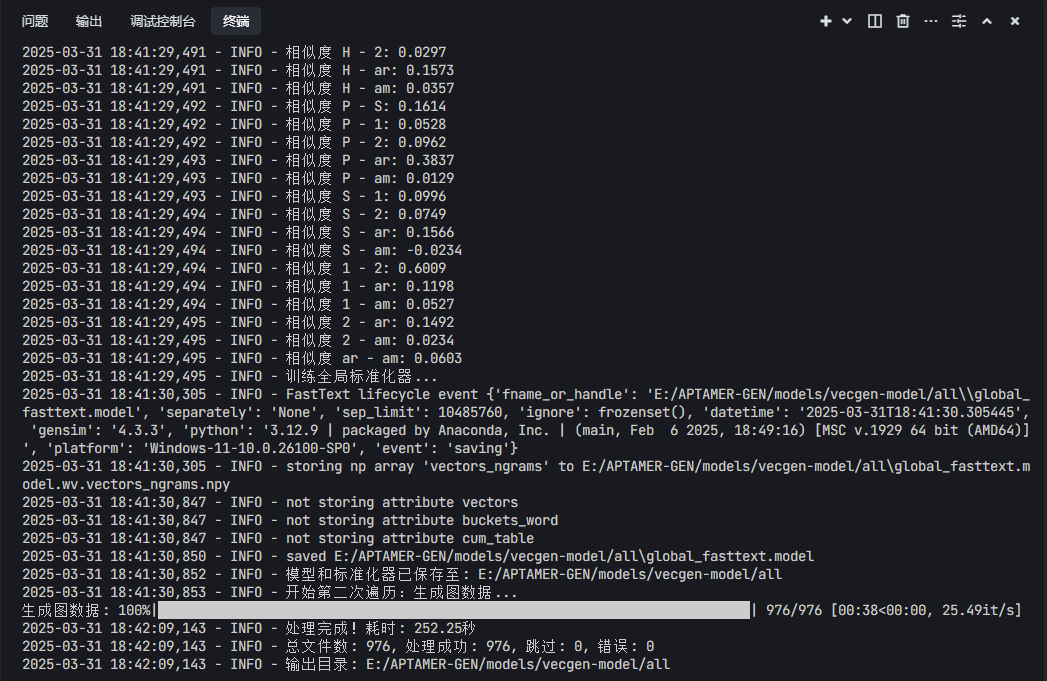 问题 输出 调试控制台 终端
2025-03-31 18:41:29,491 - INFO - 相似度 H - 2: 0.0297
2025-03-31 18:41:29,491 - INFO - 相似度 H - ar: 0.1573
2025-03-31 18:41:29,491 - INFO - 相似度 H - am: 0.0357
2025-03-31 18:41:29,492 - INFO - 相似度 P - S: 0.1614
2025-03-31 18:41:29,492 - INFO - 相似度 P - 1: 0.0528
2025-03-31 18:41:29,492 - INFO - 相似度 P - 2: 0.0962
2025-03-31 18:41:29,493 - INFO - 相似度 P - ar: 0.3837
2025-03-31 18:41:29,493 - INFO - 相似度 P - am: 0.0129
2025-03-31 18:41:29,493 - INFO - 相似度 S - 1: 0.0996
2025-03-31 18:41:29,494 - INFO - 相似度 S - 2: 0.0749
2025-03-31 18:41:29,494 - INFO - 相似度 S - ar: 0.1566
2025-03-31 18:41:29,494 - INFO - 相似度 S - am: -0.0234
2025-03-31 18:41:29,494 - INFO - 相似度 1 - 2: 0.6009
2025-03-31 18:41:29,494 - INFO - 相似度 1 - ar: 0.1198
2025-03-31 18:41:29,494 - INFO - 相似度 1 - am: 0.0527
2025-03-31 18:41:29,495 - INFO - 相似度 2 - ar: 0.1492
2025-03-31 18:41:29,495 - INFO - 相似度 2 - am: 0.0234
2025-03-31 18:41:29,495 - INFO - 相似度 ar - am: 0.0603
2025-03-31 18:41:29,495 - INFO - 训练全局标准化器...
2025-03-31 18:41:30,305 - INFO - FastText lifecycle event {'fname_or_handle': 'E:/APTAMER-GEN/models/vecgen-model/all\\global_
fasttext.model', 'separately': 'None', 'sep_limit': 10485760, 'ignore': frozenset(), 'datetime': '2025-03-31T18:41:30.305445',
'gensim': '4.3.3', 'python': '3.12.9 | packaged by Anaconda, Inc. | (main, Feb  6 2025, 18:49:16) [MSC v.1929 64 bit (AMD64)]
', 'platform': 'Windows-11-10.0.26100-SP0', 'event': 'saving'}
2025-03-31 18:41:30,305 - INFO - storing np array 'vectors_ngrams' to E:/APTAMER-GEN/models/vecgen-model/all\global_fasttext.m
odel.wv.vectors_ngrams.npy
2025-03-31 18:41:30,847 - INFO - not storing attribute vectors
2025-03-31 18:41:30,847 - INFO - not storing attribute buckets_word
2025-03-31 18:41:30,847 - INFO - not storing attribute cum_table
2025-03-31 18:41:30,850 - INFO - saved E:/APTAMER-GEN/models/vecgen-model/all\global_fasttext.model
2025-03-31 18:41:30,852 - INFO - 模型和标准化器已保存至: E:/APTAMER-GEN/models/vecgen-model/all
2025-03-31 18:41:30,853 - INFO - 开始第二次遍历: 生成图数据...
生成图数据: 100%| | 976/976 [00:38<00:00, 25.49it/s]
2025-03-31 18:42:09,143 - INFO - 处理完成! 耗时: 252.25秒
2025-03-31 18:42:09,143 - INFO - 总文件数: 976, 处理成功: 976, 跳过: 0, 错误: 0
2025-03-31 18:42:09,143 - INFO - 输出目录: E:/APTAMER-GEN/models/vecgen-model/all